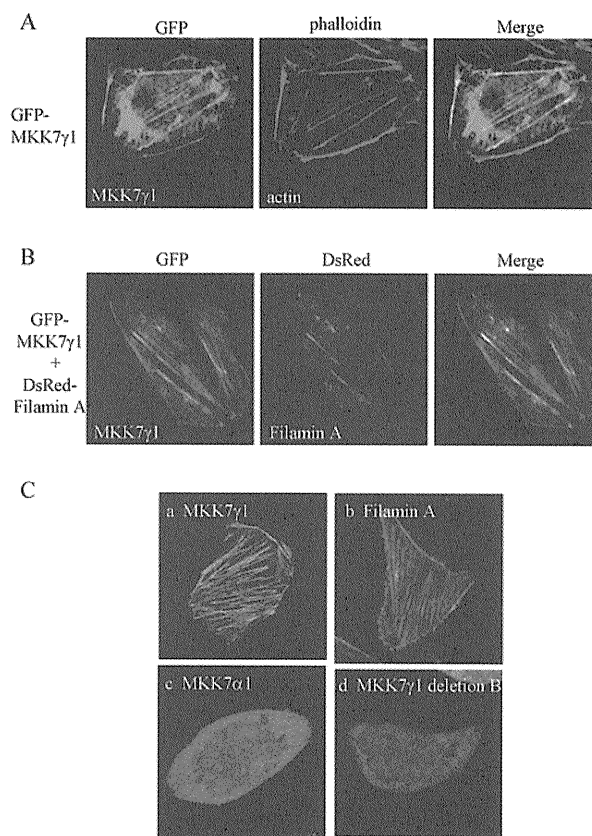 A
GFP
phalloidin
Merge
GFP-
MKK7γ1
MKK7γ1
actin
B
GFP
DsRed
Merge
GFP-
MKK7γ1
+
DsRed-
Filamin A
MKK7γ1
Filamin A
C
a MKK7γ1
b Filamin A
c MKK7α1
d MKK7γ1 deletion B